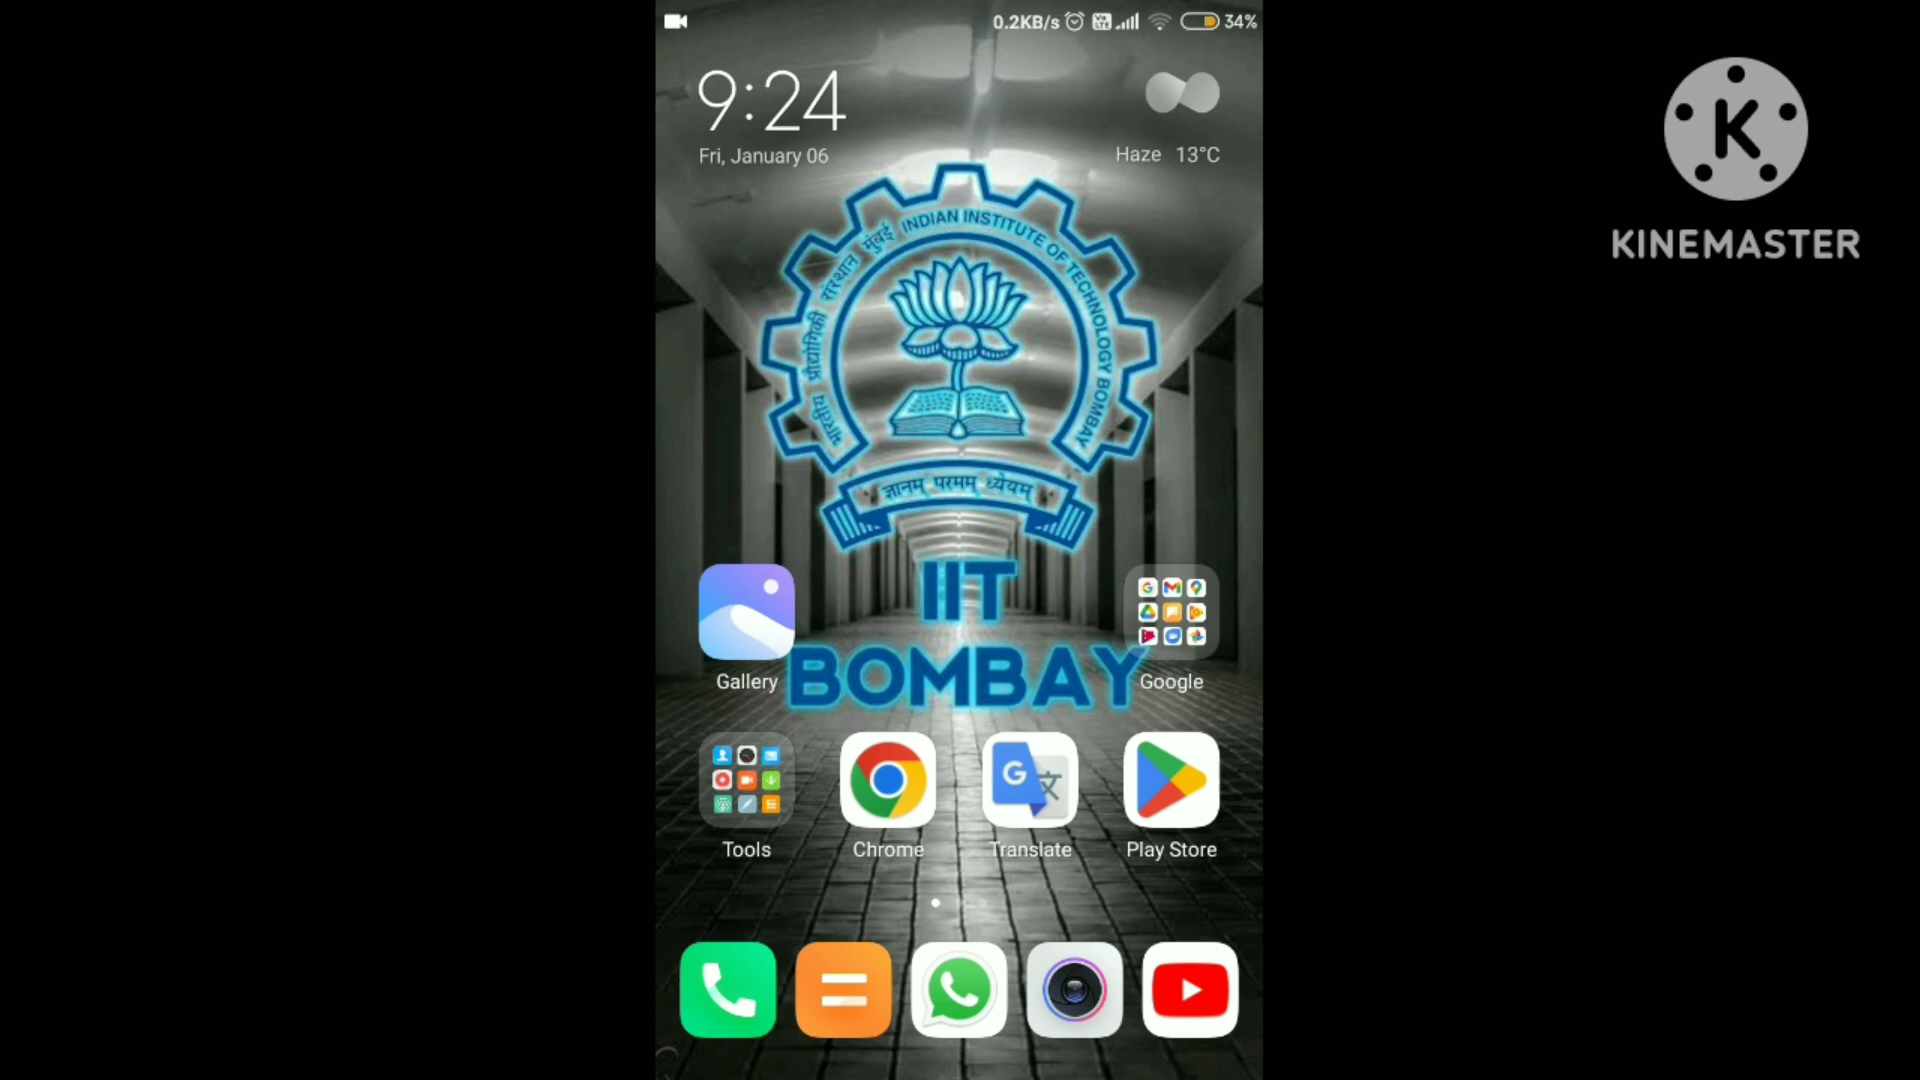 0.2KB/s 34%
9:24
Fri, January 06
Haze 13°C
KINEMASTER
भारतीय प्रौद्योगिकी संस्थान मुंबई INDIAN INSTITUTE OF TECHNOLOGY BOMBAY
ज्ञानम् परमम् ध्येयम्
IIT
BOMBAY
Gallery
Google
Tools
Chrome
Translate
Play Store